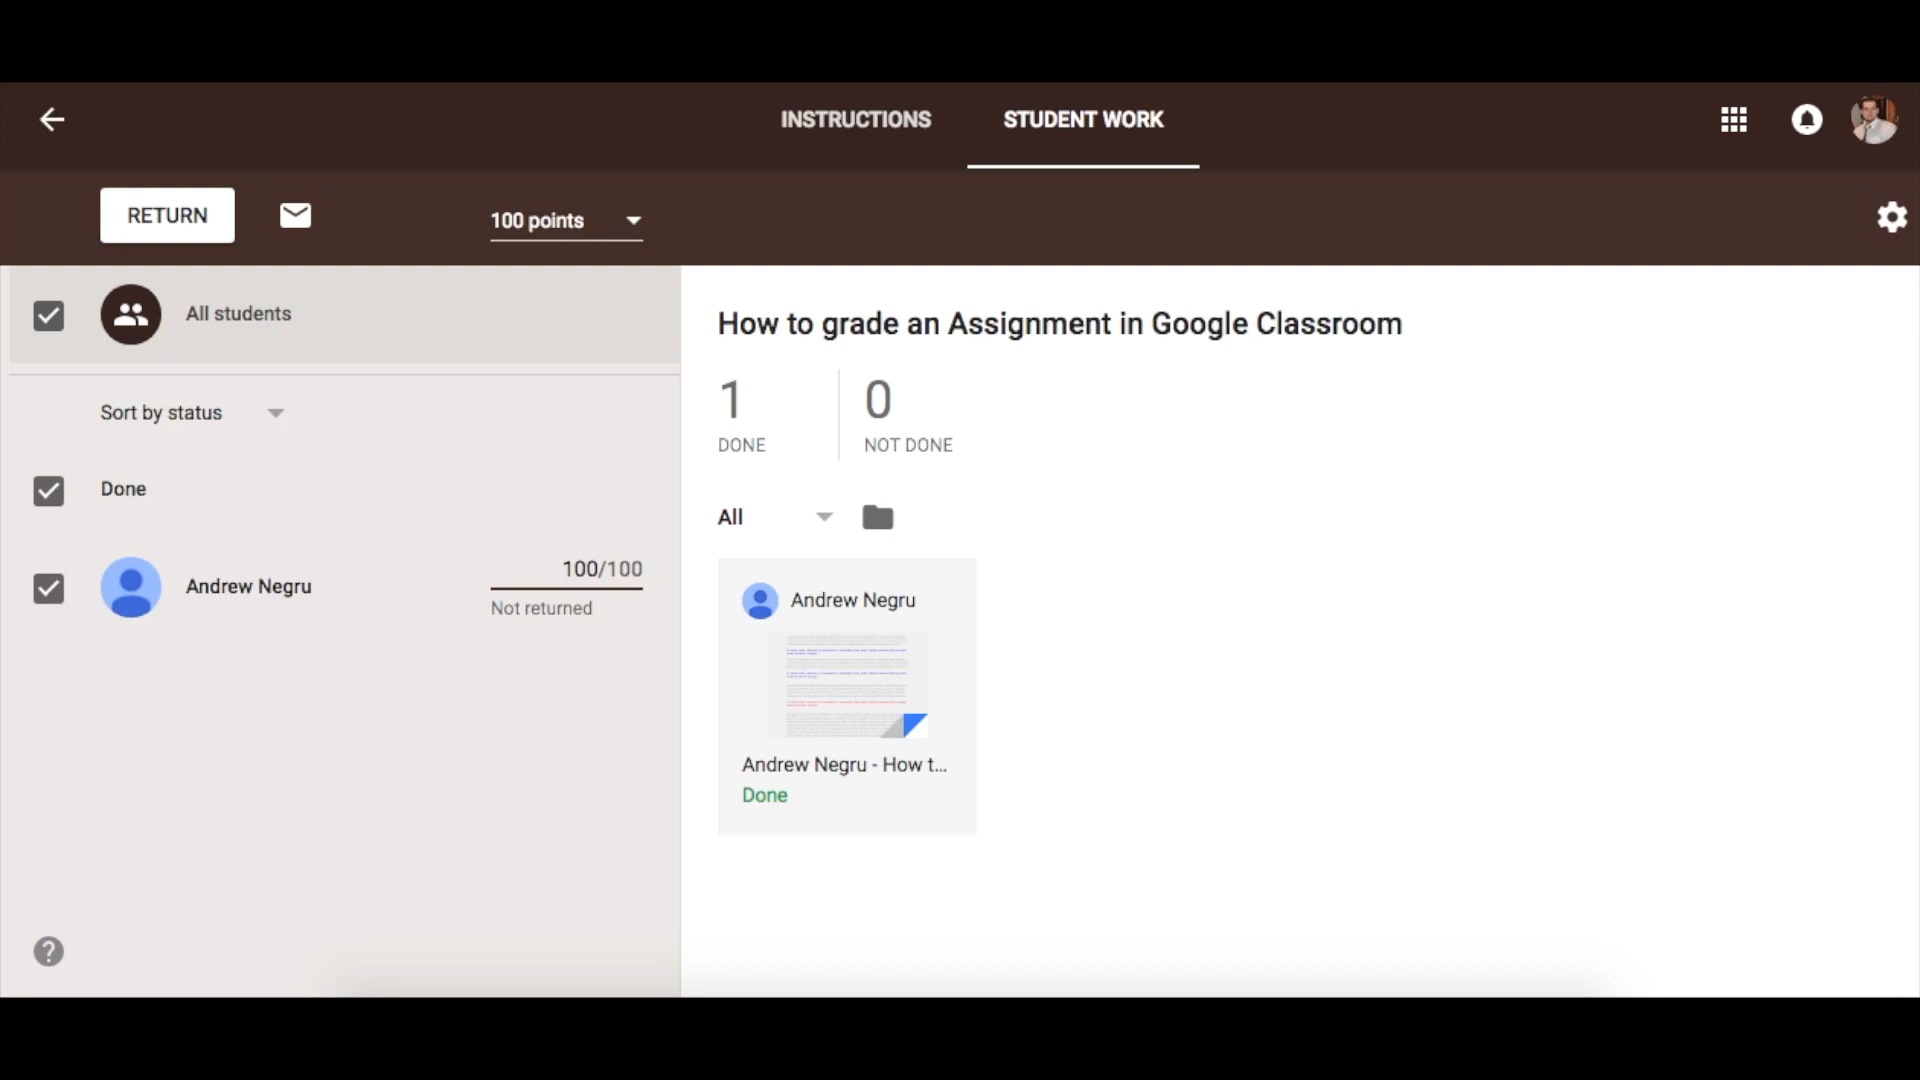 INSTRUCTIONS
STUDENT WORK
RETURN
100 points
All students
Sort by status
Done
Andrew Negru
100/100
Not returned
How to grade an Assignment in Google Classroom
1
0
DONE
NOT DONE
All
Andrew Negru
Andrew Negru - How t...
Done